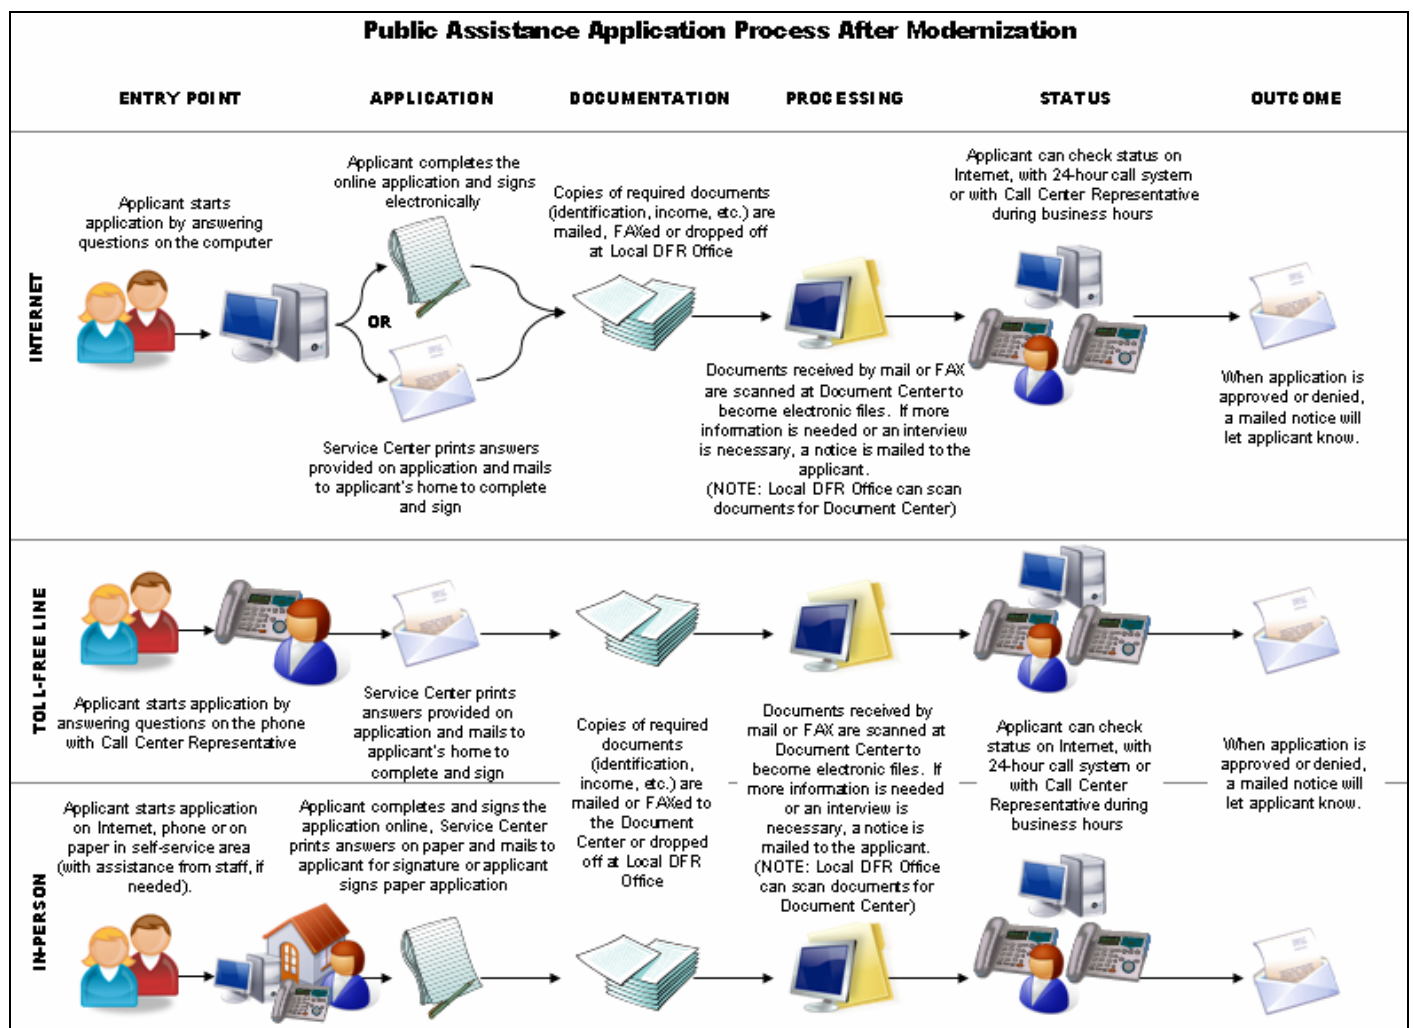 Public Assistance Application Process After Modernization
ENTRY POINT
APPLICATION
DOCUMENTATION
PROCESSING
STATUS
OUTCOME
INTERNET
Applicant starts
application by answering
questions on the computer
Applicant completes the
online application and signs
electronically
OR
Service Center prints answers
provided on application and mails
to applicant's home to complete
and sign
Copies of required documents
(identification, income, etc.) are
mailed, FAXed or dropped off
at Local DFR Office
Documents received by mail or FAX
are scanned at Document Center to
become electronic files. If more
information is needed or an interview
is necessary, a notice is mailed to the
applicant.
(NOTE: Local DFR Office can scan
documents for Document Center)
Applicant can check status on
Internet, with 24-hour call system
or with Call Center Representative
during business hours
When application is
approved or denied,
a mailed notice will
let applicant know.
TOLL-FREE LINE
Applicant starts application by
answering questions on the phone
with Call Center Representative
Service Center prints
answers provided on
application and mails to
applicant's home to
complete and sign
Copies of required
documents
(identification,
income, etc.) are
mailed or FAXed to
the Document
Center or dropped
off at Local DFR
Office
Documents received by
mail or FAX are scanned at
Document Center to
become electronic files. If
more information is needed
or an interview is
necessary, a notice is
mailed to the applicant.
(NOTE: Local DFR Office
can scan documents for
Document Center)
Applicant can check
status on Internet, with
24-hour call system or
with Call Center
Representative during
business hours
When application is
approved or denied,
a mailed notice will
let applicant know.
IN-PERSON
Applicant starts application
on Internet, phone or on
paper in self-service area
(with assistance from staff, if
needed).
Applicant completes and signs the
application online, Service Center
prints answers on paper and mails to
applicant for signature or applicant
signs paper application